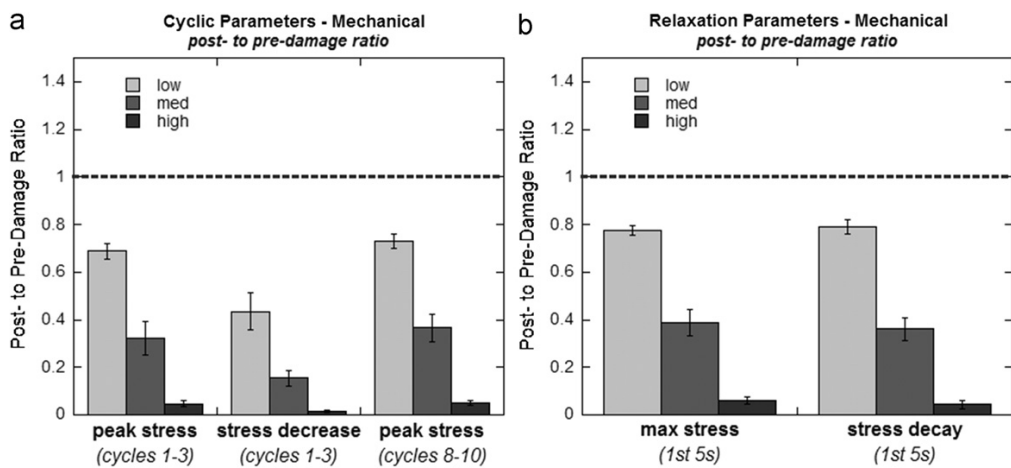 a
Cyclic Parameters - Mechanical
post- to pre-damage ratio
Post- to Pre-Damage Ratio
1.4
1.2
1
0.8
0.6
0.4
0.2
0
low
med
high
peak stress
(cycles 1-3)
stress decrease
(cycles 1-3)
peak stress
(cycles 8-10)
b
Relaxation Parameters - Mechanical
post- to pre-damage ratio
Post- to Pre-Damage Ratio
1.4
1.2
1
0.8
0.6
0.4
0.2
0
low
med
high
max stress
(1st 5s)
stress decay
(1st 5s)